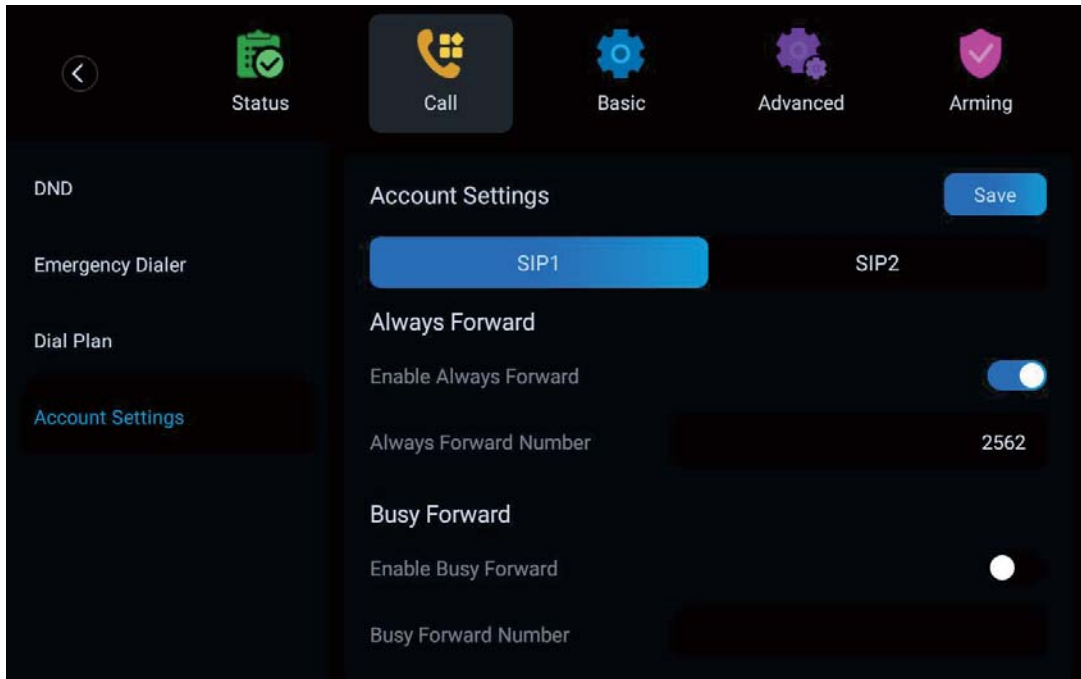 Status
Call
Basic
Advanced
Arming
DND
Emergency Dialer
Dial Plan
Account Settings
Account Settings
Save
SIP1
SIP2
Always Forward
Enable Always Forward
Always Forward Number
2562
Busy Forward
Enable Busy Forward
Busy Forward Number